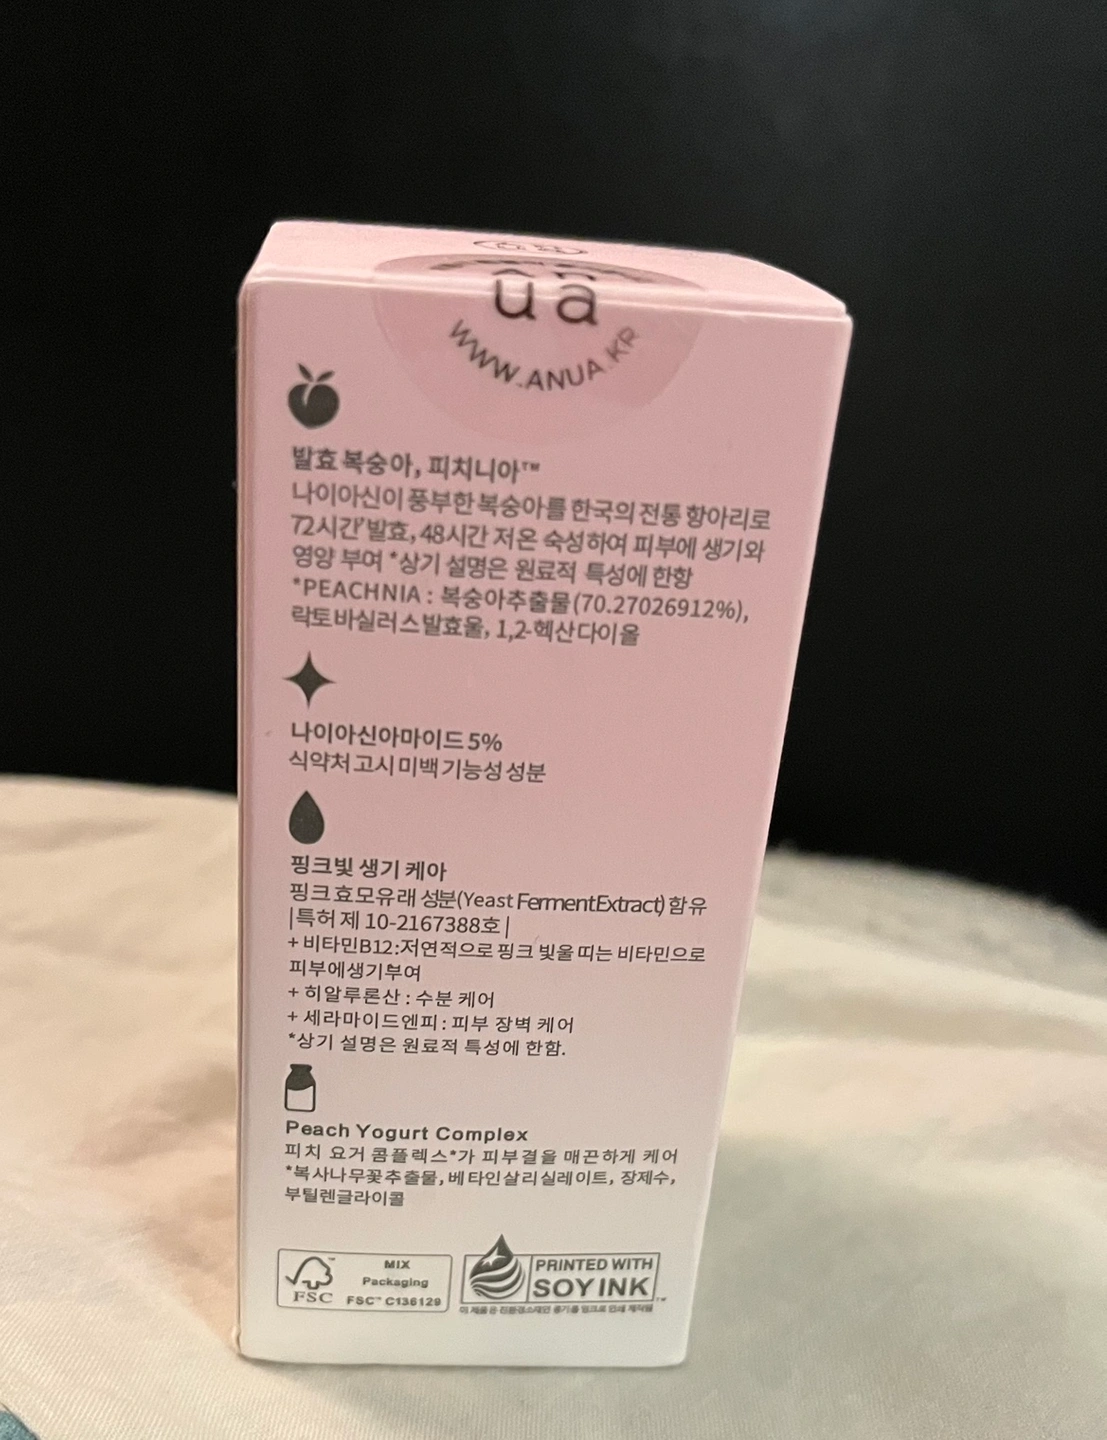 ûã
WWW.ANUA.KR
발효 복숭아, 피치니아™
나이아신이 풍부한 복숭아를 한국의 전통 항아리로
72시간 발효, 48시간 저온 숙성하여 피부에 생기와
영양 부여 *상기 설명은 원료적 특성에 한함
*PEACHNIA : 복숭아추출물(70.27026912%),
락토바실러스발효물, 1,2-헥산다이올
나이아신아마이드 5%
식약처 고시 미백 기능성 성분
핑크빛 생기 케아
핑크 효모유래 성분(Yeast Ferment Extract) 함유
|특허 제 10-2167388호|
+ 비타민B12:저연적으로 핑크 빛울 띠는 비타민으로
피부에생기부여
+ 히알루론산 : 수분 케어
+ 세라마이드엔피 : 피부 장벽 케어
*상기 설명은 원료적 특성에 한함.
Peach Yogurt Complex
피치 요거 콤플렉스*가 피부결을 매끈하게 케어
*복사나무꽃추출물, 베타인살리실레이트, 정제수,
부틸렌글라이콜
MIX
Packaging
FSC™ C136129
FSC
PRINTED WITH
SOY INK™